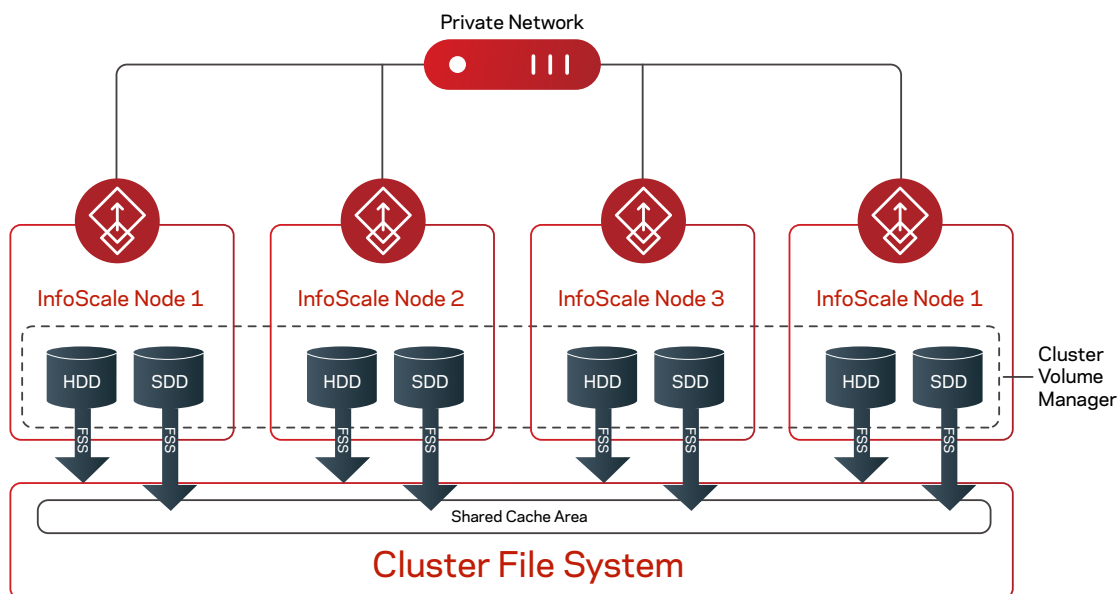 Private Network
InfoScale Node 1
InfoScale Node 2
InfoScale Node 3
InfoScale Node 1
HDD
SDD
HDD
SDD
HDD
SDD
HDD
SDD
Cluster
Volume
Manager
FSS
FSS
FSS
FSS
FSS
FSS
FSS
FSS
Shared Cache Area
Cluster File System